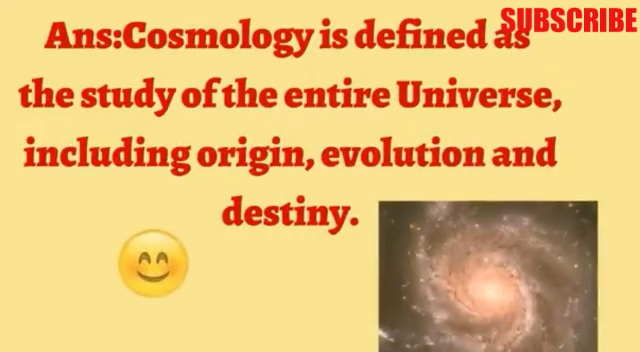 SUBSCRIBE
Ans:Cosmology is defined as
the study of the entire Universe,
including origin, evolution and
destiny.